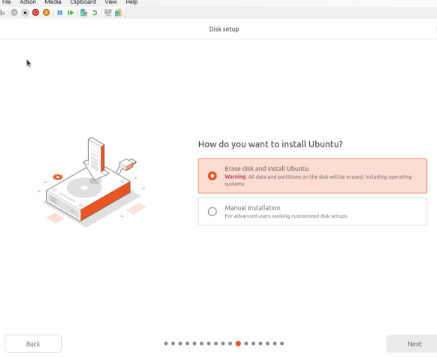 File Action Media Clipboard View Help
Disk setup
How do you want to install Ubuntu?
Erase disk and install Ubuntu
Warning: All data and partitions on the disk will be erased, including operating
systems.
Manual installation
For advanced users seeking customized disk setups.
Back
Next